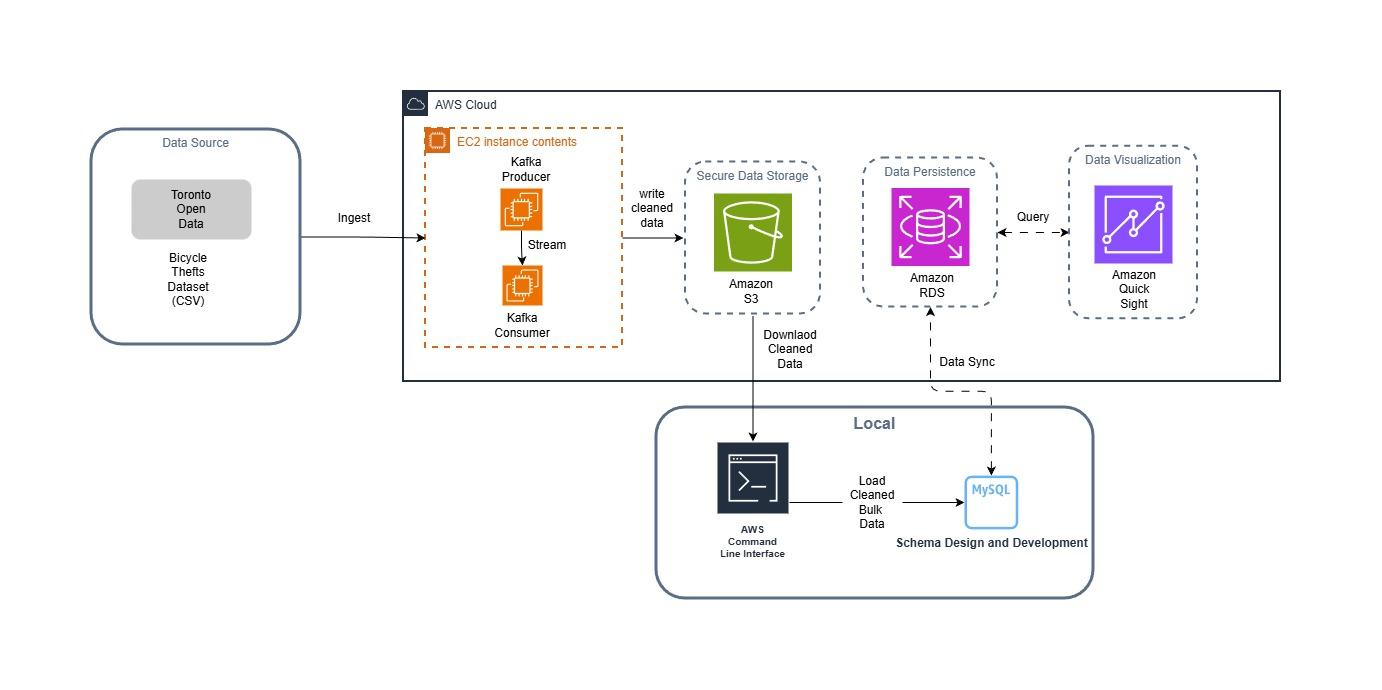 AWS Cloud
Data Source
Toronto
Open
Data
Bicycle
Thefts
Dataset
(CSV)
Ingest
EC2 instance contents
Kafka
Producer
Stream
Kafka
Consumer
write
cleaned
data
Secure Data Storage
Amazon
S3
Data Persistence
Amazon
RDS
Query
Data Visualization
Amazon
Quick
Sight
Downlaod
Cleaned
Data
Data Sync
Local
AWS
Command
Line Interface
Load
Cleaned
Bulk
Data
MySQL
Schema Design and Development